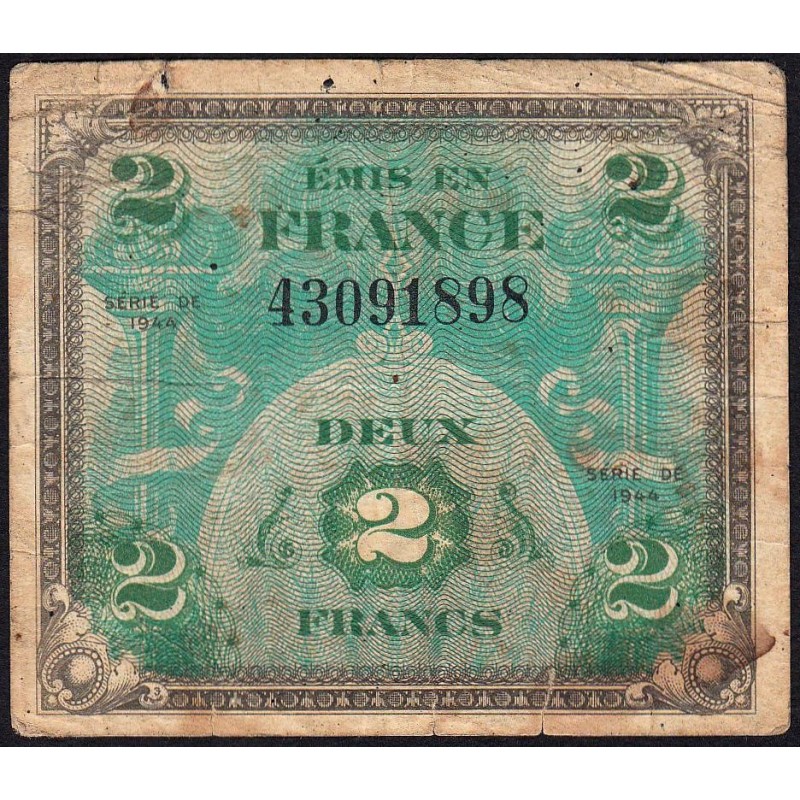 2 2
ÉMIS EN
FRANCE
43091898
SÉRIE DE
1944
DEUX
SÉRIE DE
1944
2
2 2
FRANCS